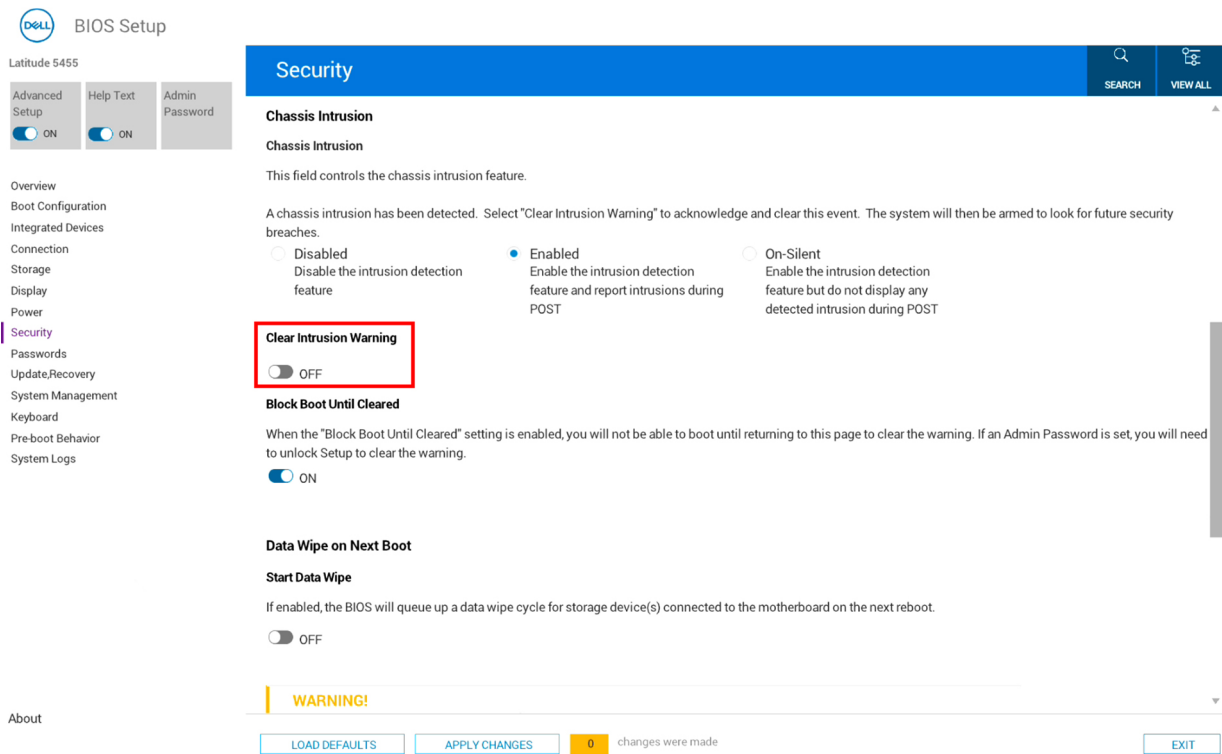 DELL BIOS Setup
Latitude 5455
Advanced Setup
ON
Help Text
ON
Admin Password
Overview
Boot Configuration
Integrated Devices
Connection
Storage
Display
Power
Security
Passwords
Update,Recovery
System Management
Keyboard
Pre-boot Behavior
System Logs
About
Security
SEARCH
VIEW ALL
Chassis Intrusion
Chassis Intrusion
This field controls the chassis intrusion feature.
A chassis intrusion has been detected. Select "Clear Intrusion Warning" to acknowledge and clear this event. The system will then be armed to look for future security
breaches.
Disabled
Disable the intrusion detection
feature
Enabled
Enable the intrusion detection
feature and report intrusions during
POST
On-Silent
Enable the intrusion detection
feature but do not display any
detected intrusion during POST
Clear Intrusion Warning
OFF
Block Boot Until Cleared
When the "Block Boot Until Cleared" setting is enabled, you will not be able to boot until returning to this page to clear the warning. If an Admin Password is set, you will need
to unlock Setup to clear the warning.
ON
Data Wipe on Next Boot
Start Data Wipe
If enabled, the BIOS will queue up a data wipe cycle for storage device(s) connected to the motherboard on the next reboot.
OFF
WARNING!
LOAD DEFAULTS
APPLY CHANGES
0 changes were made
EXIT